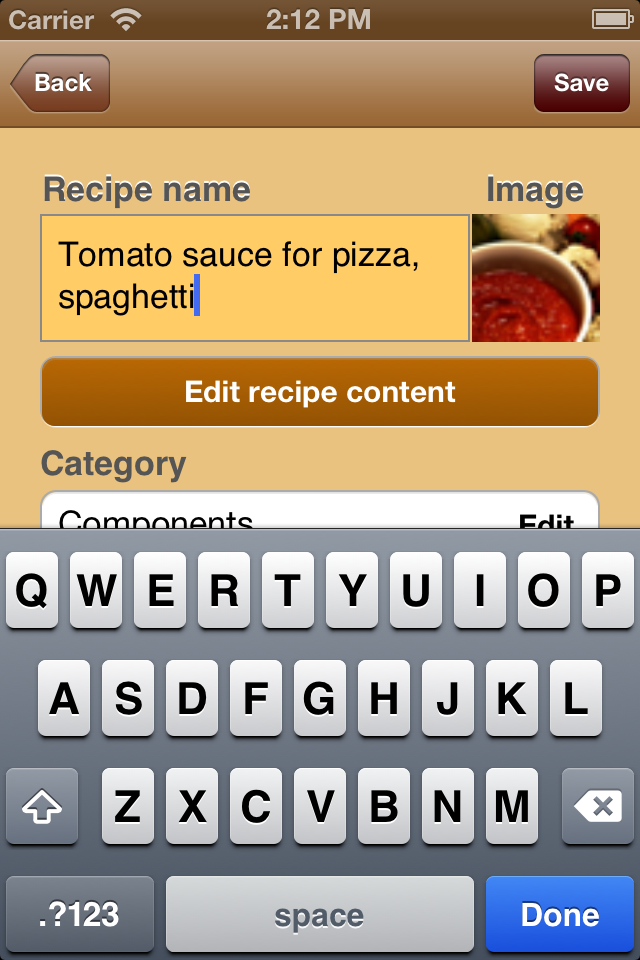 Carrier 2:12 PM
Back Save
Recipe name Image
Tomato sauce for pizza,
spaghetti
Edit recipe content
Category
Components Edit
Q W E R T Y U I O P
A S D F G H J K L
Z X C V B N M
.?123 space Done